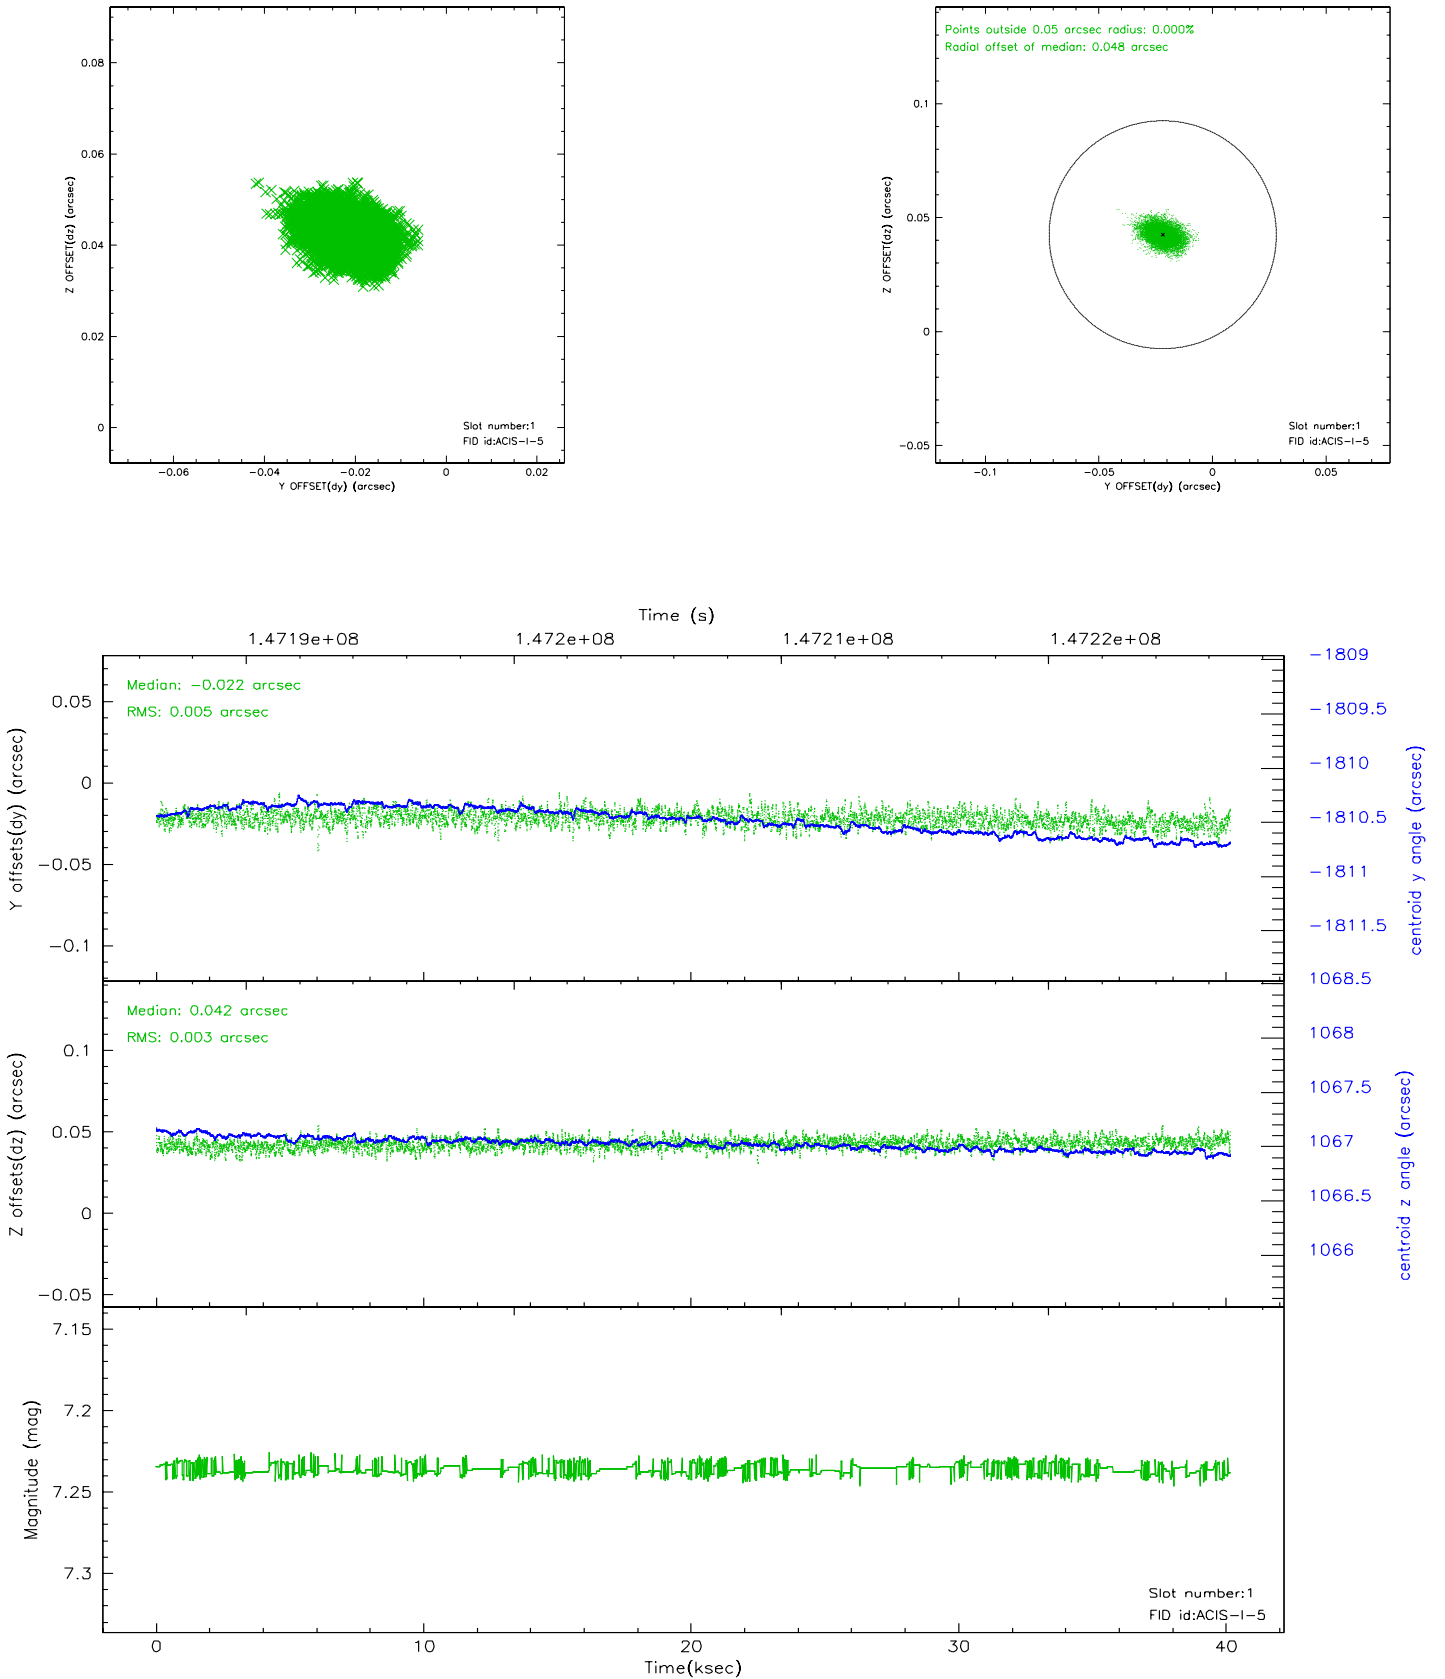 0.08
0.06
0.04
0.02
0
Z OFFSET(dz) (arcsec)
Slot number:1
FID id:ACIS-I-5
-0.06
-0.04
-0.02
0
0.02
Y OFFSET(dy) (arcsec)
Points outside 0.05 arcsec radius: 0.000%
Radial offset of median: 0.048 arcsec
0.1
0.05
0
-0.05
Z OFFSET(dz) (arcsec)
Slot number:1
FID id:ACIS-I-5
-0.1
-0.05
0
0.05
Y OFFSET(dy) (arcsec)
Time (s)
1.4719e+08
1.472e+08
1.4721e+08
1.4722e+08
Median: -0.022 arcsec
RMS: 0.005 arcsec
0.05
0
-0.05
-0.1
Y offsets(dy) (arcsec)
-1809
-1809.5
-1810
-1810.5
-1811
-1811.5
centroid y angle (arcsec)
Median: 0.042 arcsec
RMS: 0.003 arcsec
0.1
0.05
0
-0.05
Z offsets(dz) (arcsec)
1068.5
1068
1067.5
1067
1066.5
1066
centroid z angle (arcsec)
7.15
7.2
7.25
7.3
Magnitude (mag)
Slot number:1
FID id:ACIS-I-5
0
10
20
30
40
Time(ksec)